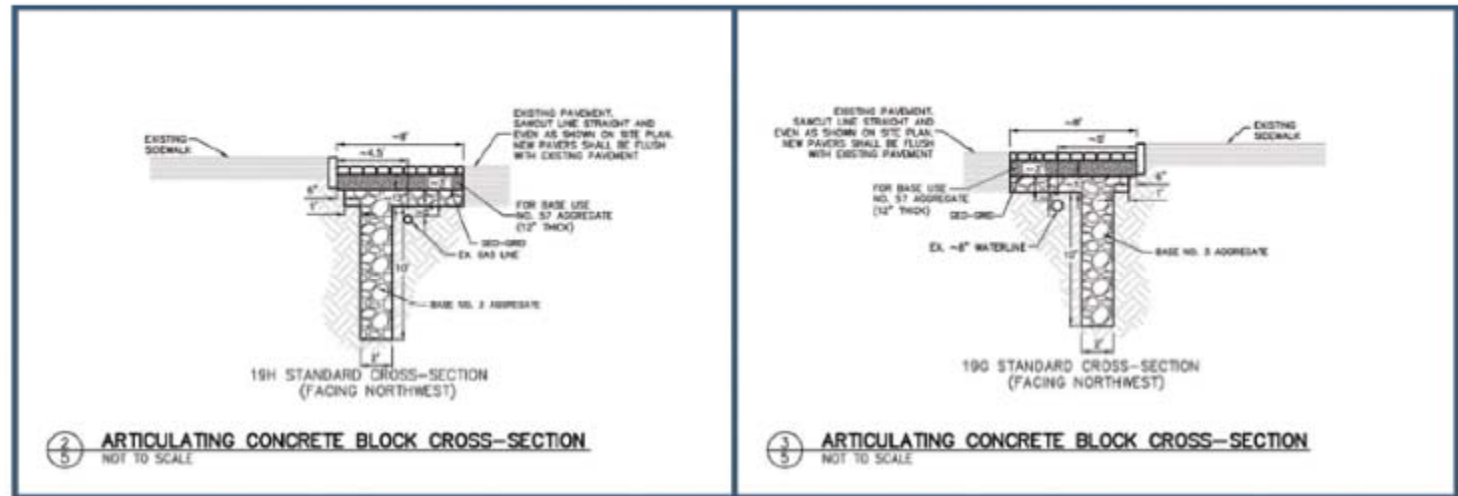 EXISTING
SIDEWALK
~8'
~4.5'
EXISTING PAVEMENT.
SAWCUT LINE STRAIGHT AND
EVEN AS SHOWN ON SITE PLAN.
NEW PAVERS SHALL BE FLUSH
WITH EXISTING PAVEMENT
6"
1'
FOR BASE USE
NO. 57 AGGREGATE
(12" THICK)
GEO-GRID
EX. GAS LINE
10'
BASE NO. 2 AGGREGATE
2'
19H STANDARD CROSS-SECTION
(FACING NORTHWEST)
2
5
ARTICULATING CONCRETE BLOCK CROSS-SECTION
NOT TO SCALE
EXISTING PAVEMENT.
SAWCUT LINE STRAIGHT AND
EVEN AS SHOWN ON SITE PLAN.
NEW PAVERS SHALL BE FLUSH
WITH EXISTING PAVEMENT
~8'
~5'
EXISTING
SIDEWALK
FOR BASE USE
NO. 57 AGGREGATE
(12" THICK)
GEO-GRID
6"
1'
EX. ~8" WATERLINE
10'
BASE NO. 3 AGGREGATE
2'
19G STANDARD CROSS-SECTION
(FACING NORTHWEST)
3
5
ARTICULATING CONCRETE BLOCK CROSS-SECTION
NOT TO SCALE